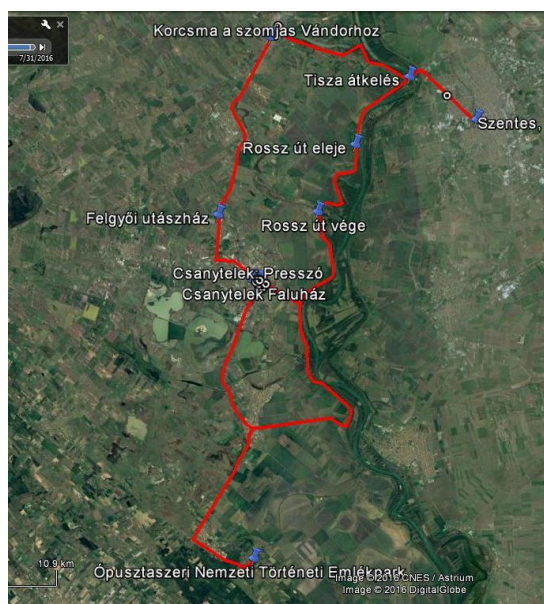 7/31/2016
Korcsma a szomjas Vándorhoz
Tisza átkelés
Szentes,
Rossz út eleje
Felgyői utászház
Rossz út vége
Csanytelek Presszó
Csanytelek Faluház
10.9 km
Ópusztaszeri Nemzeti Történeti Emlékpark
Image © 2016 CNES / Astrium
Image © 2016 DigitalGlobe